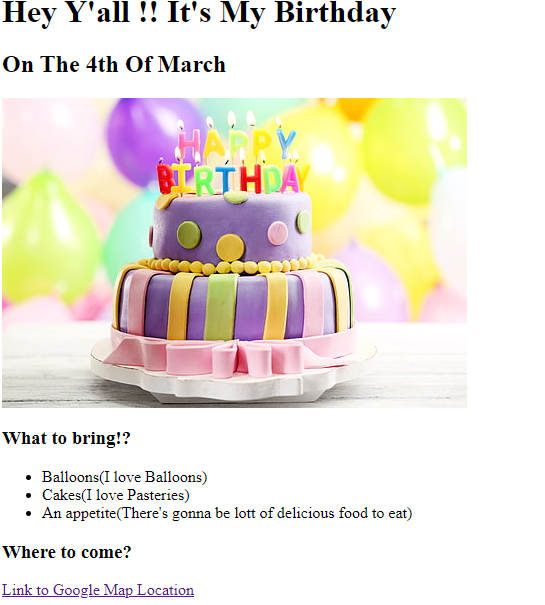 Hey Y'all !! It's My Birthday
On The 4th Of March
HAPPY
BIRTHDAY
What to bring!?
Balloons(I love Balloons)
Cakes(I love Pasteries)
An appetite(There's gonna be lott of delicious food to eat)
Where to come?
Link to Google Map Location